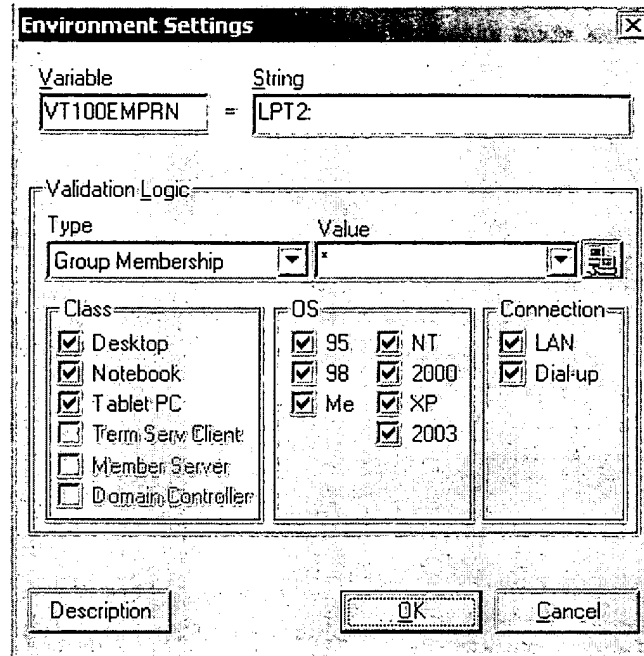 Environment Settings
Variable String
VT100EMPRN = LPT2:
Validation Logic
Type Value
Group Membership *
Class OS Connection
Desktop 95 NT LAN
Notebook 98 2000 Dial-up
Tablet PC Me XP
Term Serv Client 2003
Member Server
Domain Controller
Description OK Cancel